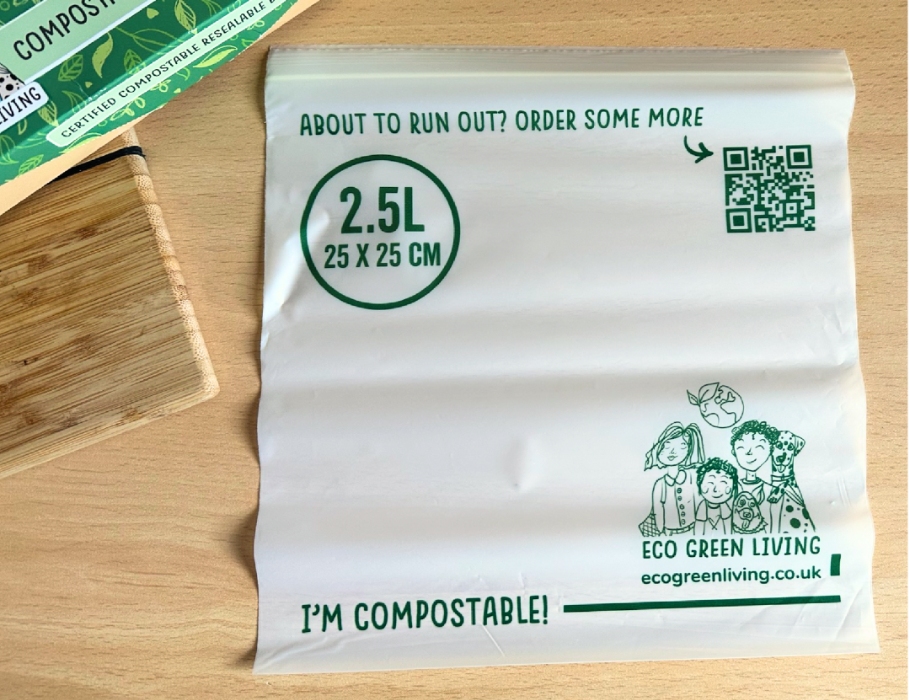 COMPOST
LIVING
CERTIFIED COMPOSTABLE RESEALABLE
ABOUT TO RUN OUT? ORDER SOME MORE
2.5L
25 X 25 CM
ECO GREEN LIVING
ecogreenliving.co.uk
I'M COMPOSTABLE!